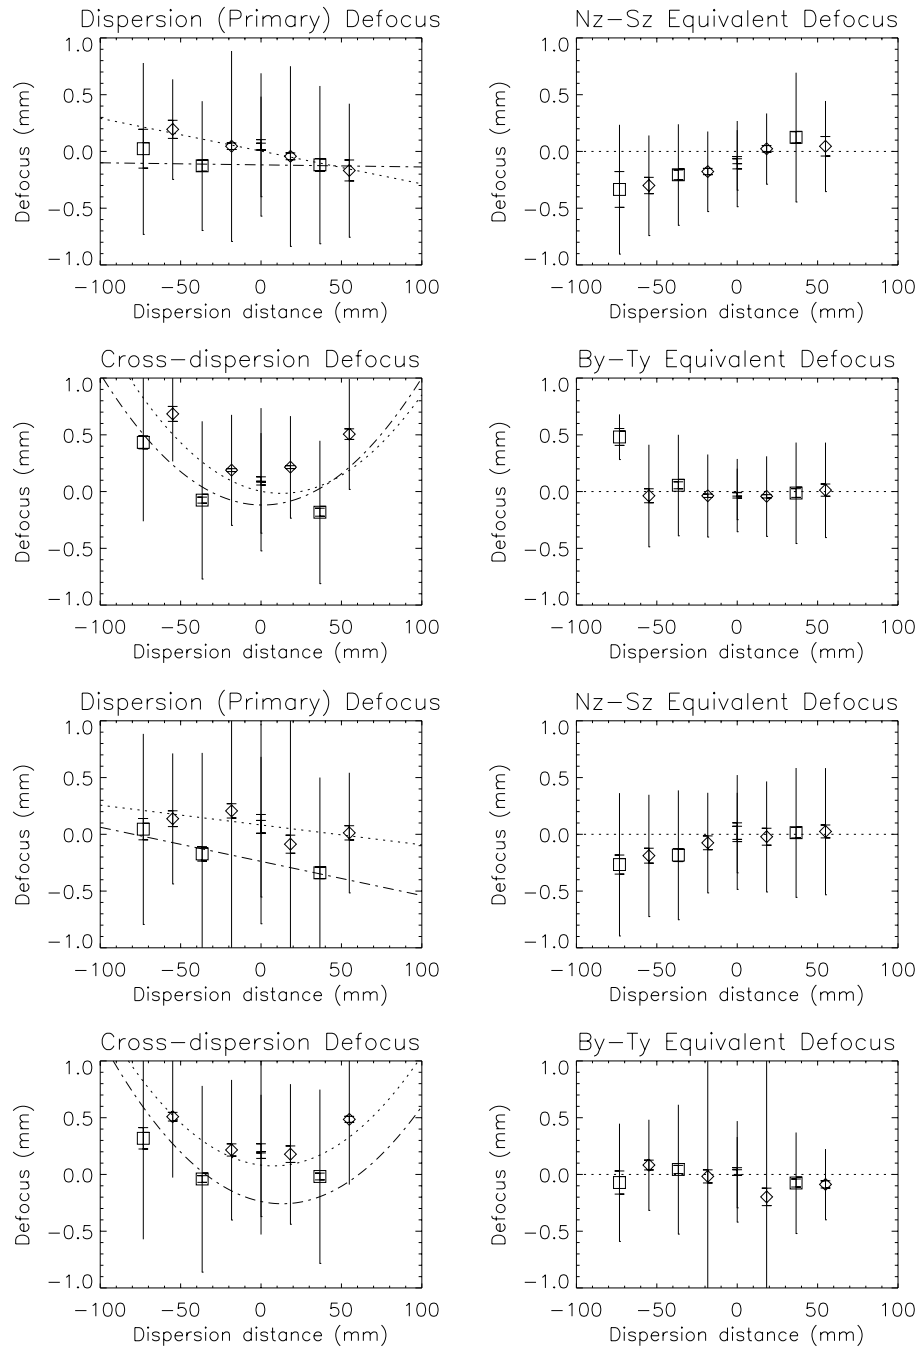 Dispersion (Primary) Defocus
Defocus (mm)
1.0
0.5
0.0
−0.5
−1.0
−100 −50 0 50 100
Dispersion distance (mm)
Nz−Sz Equivalent Defocus
Defocus (mm)
1.0
0.5
0.0
−0.5
−1.0
−100 −50 0 50 100
Dispersion distance (mm)
Cross−dispersion Defocus
Defocus (mm)
1.0
0.5
0.0
−0.5
−1.0
−100 −50 0 50 100
Dispersion distance (mm)
By−Ty Equivalent Defocus
Defocus (mm)
1.0
0.5
0.0
−0.5
−1.0
−100 −50 0 50 100
Dispersion distance (mm)
Dispersion (Primary) Defocus
Defocus (mm)
1.0
0.5
0.0
−0.5
−1.0
−100 −50 0 50 100
Dispersion distance (mm)
Nz−Sz Equivalent Defocus
Defocus (mm)
1.0
0.5
0.0
−0.5
−1.0
−100 −50 0 50 100
Dispersion distance (mm)
Cross−dispersion Defocus
Defocus (mm)
1.0
0.5
0.0
−0.5
−1.0
−100 −50 0 50 100
Dispersion distance (mm)
By−Ty Equivalent Defocus
Defocus (mm)
1.0
0.5
0.0
−0.5
−1.0
−100 −50 0 50 100
Dispersion distance (mm)